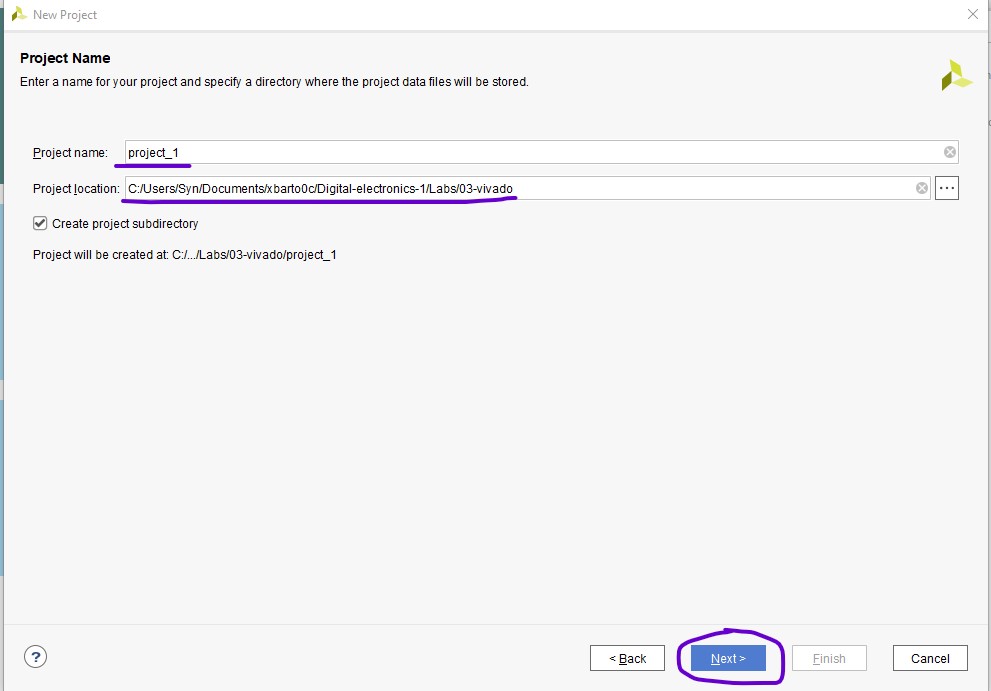 New Project
Project Name
Enter a name for your project and specify a directory where the project data files will be stored.
Project name: project_1
Project location: C:/Users/Syn/Documents/xbarto0c/Digital-electronics-1/Labs/03-vivado ...
Create project subdirectory
Project will be created at: C:/.../Labs/03-vivado/project_1
? < Back Next > Finish Cancel